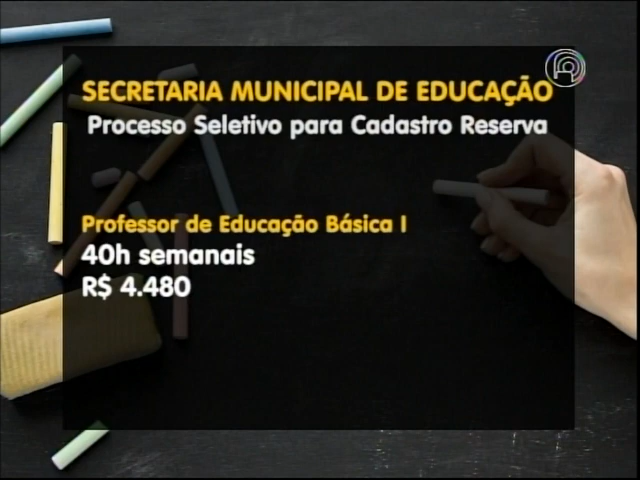 SECRETARIA MUNICIPAL DE EDUCAÇÃO
Processo Seletivo para Cadastro Reserva
Professor de Educação Básica I
40h semanais
R$ 4.480